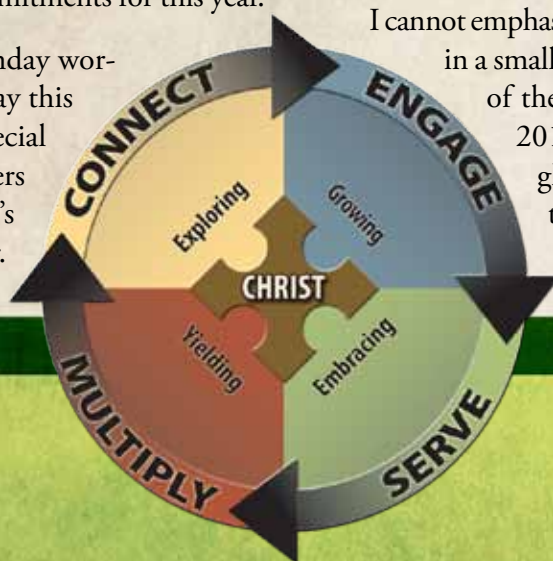 mitments for this year.
nday wor-
ay this
ecial
ers
’s
I cannot emphas
in a small
of the
201
g
t
CONNECT
ENGAGE
SERVE
MULTIPLY
Exploring
Growing
Embracing
Yielding
CHRIST